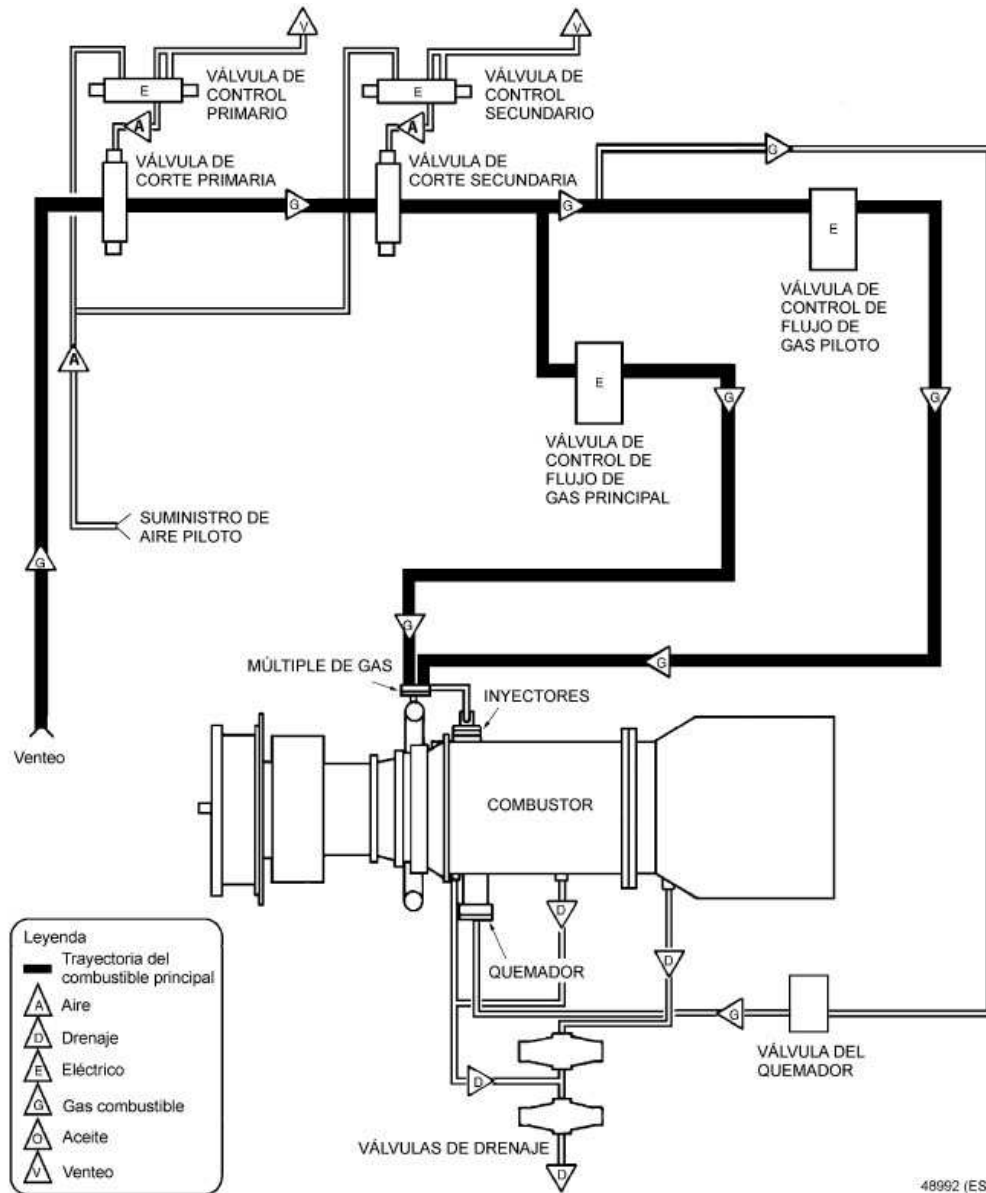 V
V
E
VÁLVULA DE
CONTROL
PRIMARIO
E
VÁLVULA DE
CONTROL
SECUNDARIO
A
A
VÁLVULA DE
CORTE PRIMARIA
VÁLVULA DE
CORTE SECUNDARIA
G
G
G
G
E
VÁLVULA DE
CONTROL DE
FLUJO DE
GAS PILOTO
A
E
G
G
VÁLVULA DE
CONTROL DE
FLUJO DE
GAS PRINCIPAL
SUMINISTRO DE
AIRE PILOTO
G
G
G
MÚLTIPLE DE GAS
INYECTORES
Venteo
COMBUSTOR
D
D
QUEMADOR
G
VÁLVULA DEL
QUEMADOR
D
VÁLVULAS DE DRENAJE
D
Leyenda
Trayectoria del
combustible principal
A Aire
D Drenaje
E Eléctrico
G Gas combustible
O Aceite
V Venteo
48992 (ES